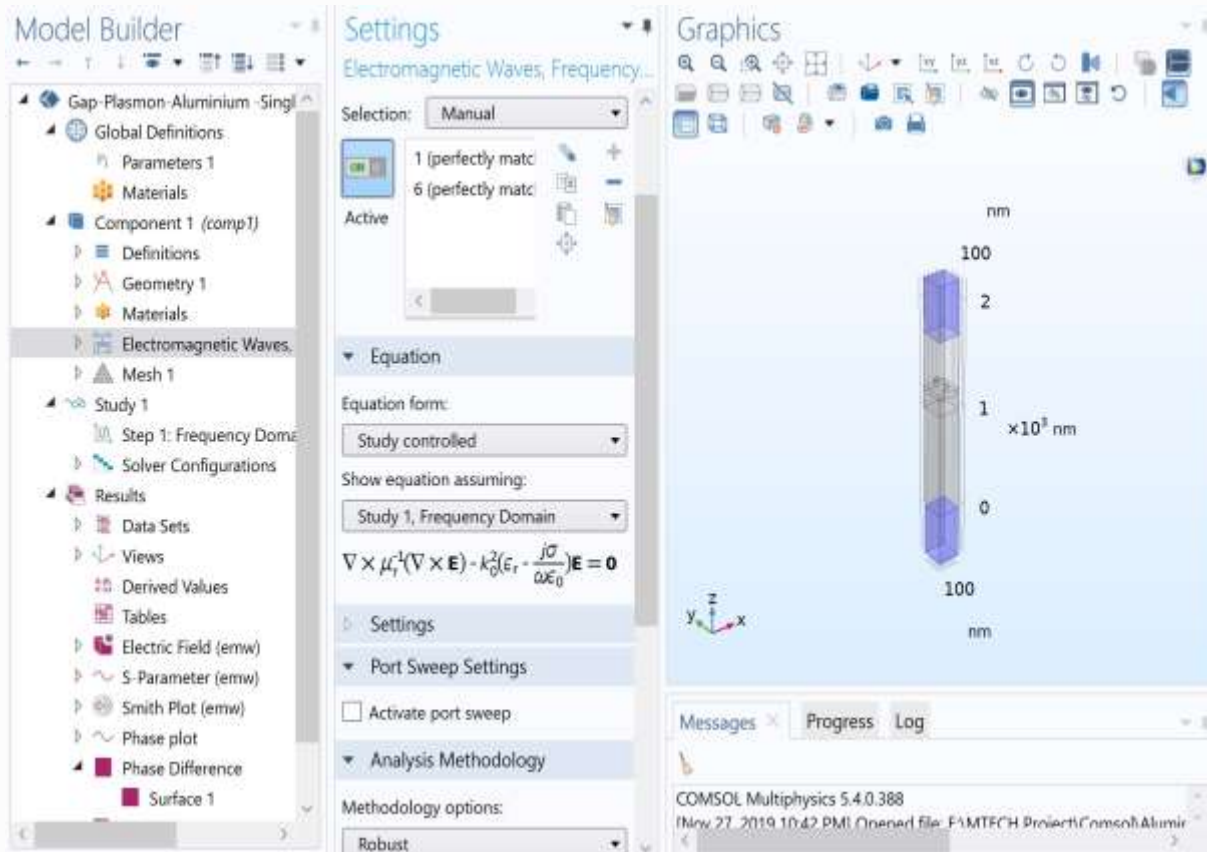 Model Builder
Gap-Plasmon-Aluminium -Singl
Global Definitions
Parameters 1
Materials
Component 1 (comp1)
Definitions
Geometry 1
Materials
Electromagnetic Waves,
Mesh 1
Study 1
Step 1: Frequency Doma
Solver Configurations
Results
Data Sets
Views
Derived Values
Tables
Electric Field (emw)
S-Parameter (emw)
Smith Plot (emw)
Phase plot
Phase Difference
Surface 1
Settings
Electromagnetic Waves, Frequency...
Selection: Manual
Active
1 (perfectly matc
6 (perfectly matc
Equation
Equation form:
Study controlled
Show equation assuming:
Study 1, Frequency Domain
∇ × μᵣ⁻¹(∇ × E) - k₀²(εᵣ - jσ/ωε₀)E = 0
Settings
Port Sweep Settings
Activate port sweep
Analysis Methodology
Methodology options:
Robust
Graphics
nm
100
2
1
×10³ nm
0
100
nm
z
y x
Messages Progress Log
COMSOL Multiphysics 5.4.0.388
[Nov 27, 2019 10:42 PM] Opened file: F:\MTECH Project\Comsol\Alumir